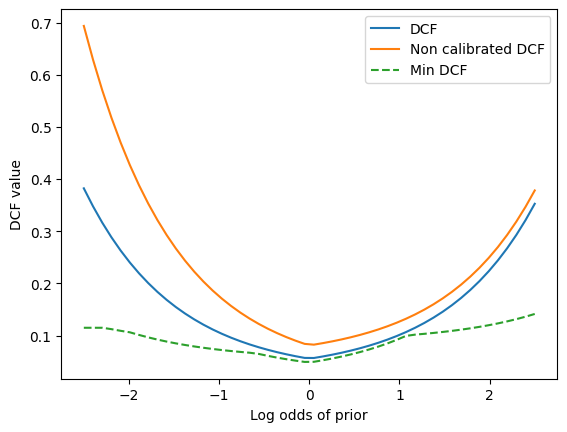 DCF
Non calibrated DCF
Min DCF
0.7
0.6
0.5
0.4
0.3
0.2
0.1
DCF value
−2
−1
0
1
2
Log odds of prior